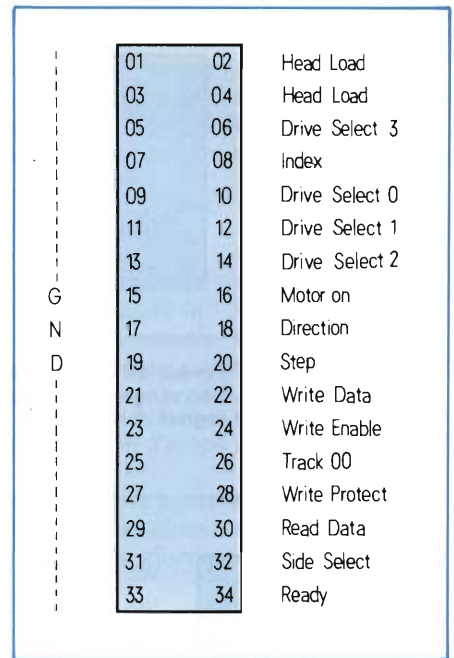 01 02 Head Load
03 04 Head Load
05 06 Drive Select 3
07 08 Index
09 10 Drive Select 0
11 12 Drive Select 1
13 14 Drive Select 2
G 15 16 Motor on
N 17 18 Direction
D 19 20 Step
21 22 Write Data
23 24 Write Enable
25 26 Track 00
27 28 Write Protect
29 30 Read Data
31 32 Side Select
33 34 Ready